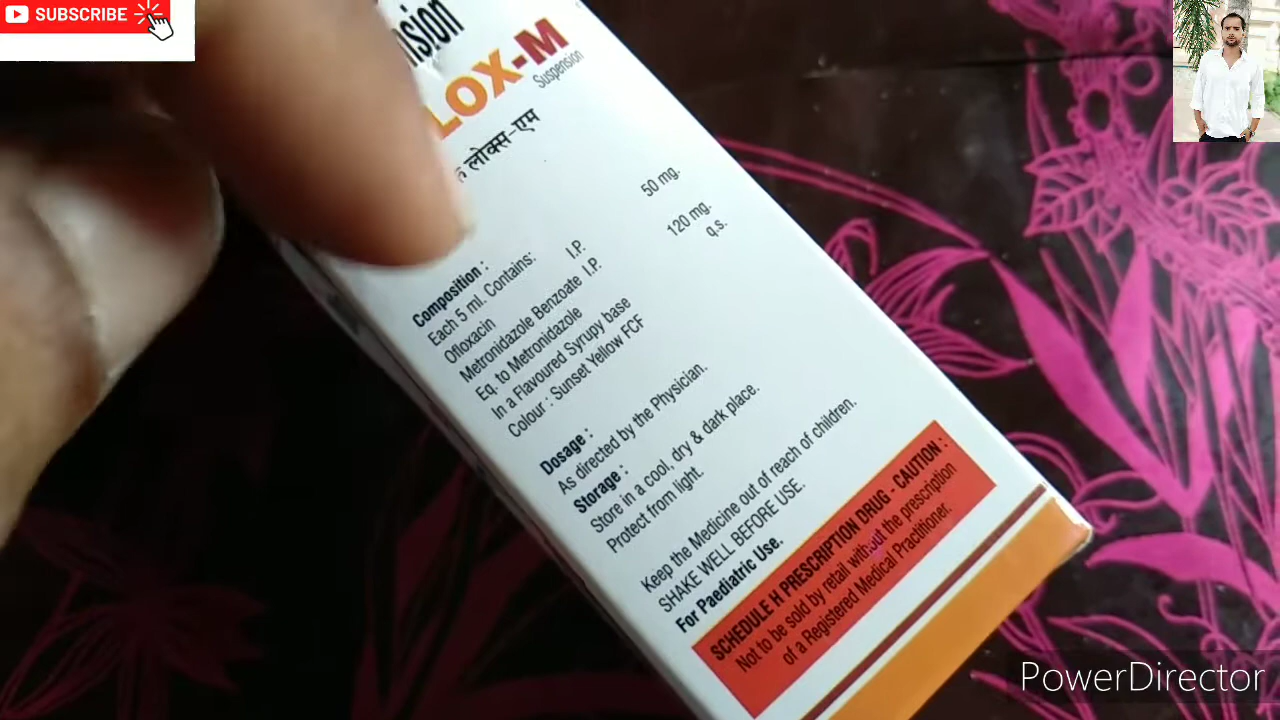 SUBSCRIBE
LOX-M
Suspension
लोक्स-एम
Composition :
Each 5 ml. Contains:
Ofloxacin I.P. 50 mg.
Metronidazole Benzoate I.P.
Eq. to Metronidazole 120 mg.
In a Flavoured Syrupy base q.s.
Colour : Sunset Yellow FCF
Dosage :
As directed by the Physician.
Storage :
Store in a cool, dry & dark place.
Protect from light.
Keep the Medicine out of reach of children.
SHAKE WELL BEFORE USE.
For Paediatric Use.
SCHEDULE H PRESCRIPTION DRUG - CAUTION :
Not to be sold by retail without the prescription
of a Registered Medical Practitioner.
PowerDirector